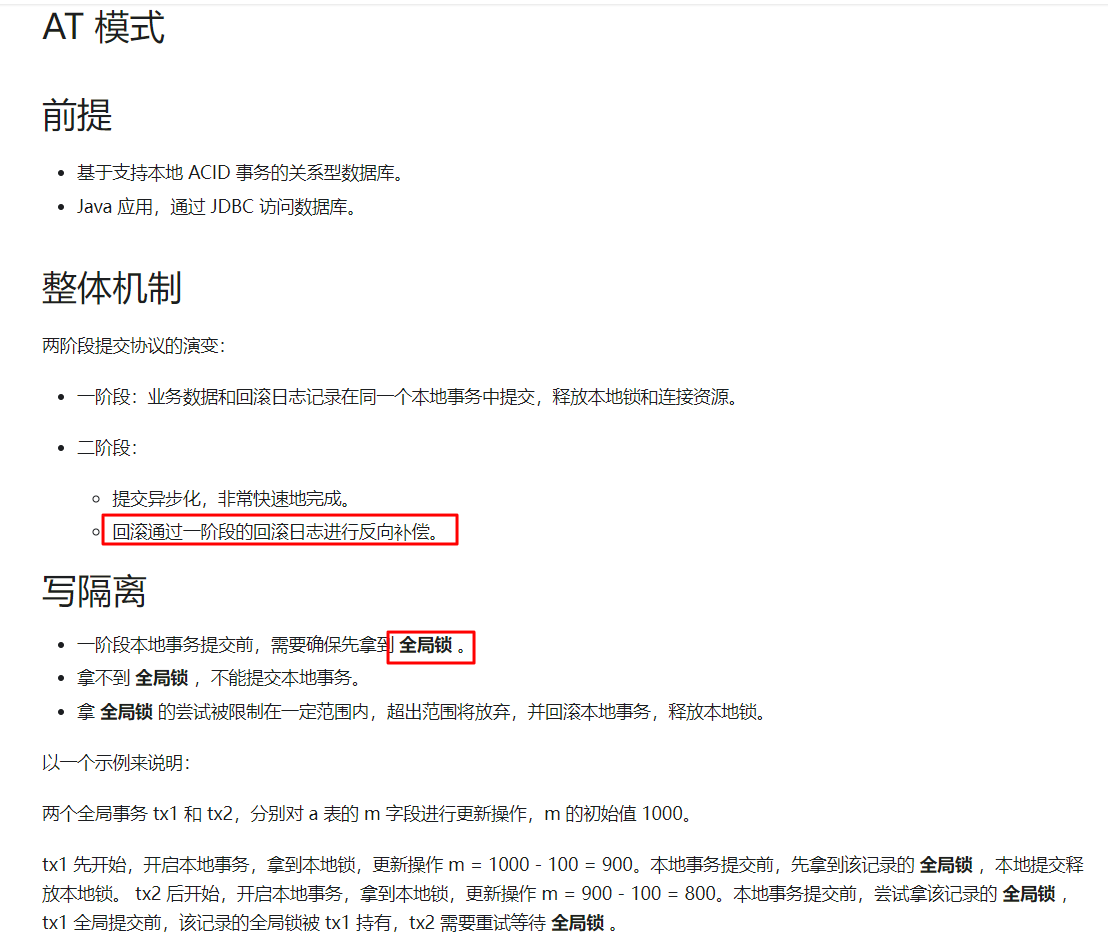 AT 模式
前提
基于支持本地 ACID 事务的关系型数据库。
Java 应用，通过 JDBC 访问数据库。
整体机制
两阶段提交协议的演变：
一阶段：业务数据和回滚日志记录在同一个本地事务中提交，释放本地锁和连接资源。
二阶段：
提交异步化，非常快速地完成。
回滚通过一阶段的回滚日志进行反向补偿。
写隔离
一阶段本地事务提交前，需要确保先拿到 全局锁 。
拿不到 全局锁 ，不能提交本地事务。
拿 全局锁 的尝试被限制在一定范围内，超出范围将放弃，并回滚本地事务，释放本地锁。
以一个示例来说明：
两个全局事务 tx1 和 tx2，分别对 a 表的 m 字段进行更新操作，m 的初始值 1000。
tx1 先开始，开启本地事务，拿到本地锁，更新操作 m = 1000 - 100 = 900。本地事务提交前，先拿到该记录的 全局锁 ，本地提交释
放本地锁。 tx2 后开始，开启本地事务，拿到本地锁，更新操作 m = 900 - 100 = 800。本地事务提交前，尝试拿该记录的 全局锁 ，
tx1 全局提交前，该记录的全局锁被 tx1 持有，tx2 需要重试等待 全局锁 。